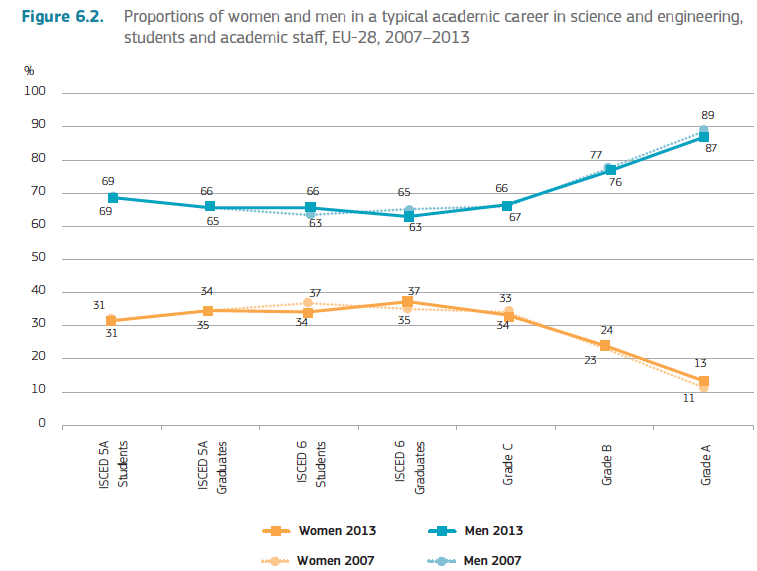 Figure 6.2. Proportions of women and men in a typical academic career in science and engineering,
students and academic staff, EU-28, 2007–2013
%
100
90
80
70
60
50
40
30
20
10
0
69
69
66
65
66
63
65
63
66
67
77
76
89
87
31
31
34
35
37
34
37
35
33
34
24
23
13
11
ISCED 5A
Students
ISCED 5A
Graduates
ISCED 6
Students
ISCED 6
Graduates
Grade C
Grade B
Grade A
Women 2013
Men 2013
Women 2007
Men 2007